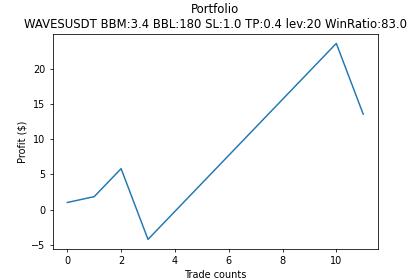 Portfolio
WAVESUSDT BBM:3.4 BBL:180 SL:1.0 TP:0.4 lev:20 WinRatio:83.0
20
15
10
5
0
−5
Profit ($)
0 2 4 6 8 10
Trade counts